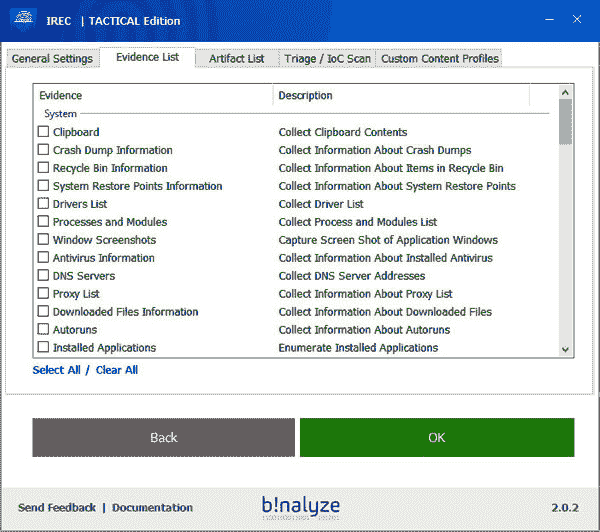 IREC | TACTICAL Edition
General Settings Evidence List Artifact List Triage / IoC Scan Custom Content Profiles
Evidence Description
System
Clipboard Collect Clipboard Contents
Crash Dump Information Collect Information About Crash Dumps
Recycle Bin Information Collect Information About Items in Recycle Bin
System Restore Points Information Collect Information About System Restore Points
Drivers List Collect Driver List
Processes and Modules Collect Process and Modules List
Window Screenshots Capture Screen Shot of Application Windows
Antivirus Information Collect Information About Installed Antivirus
DNS Servers Collect DNS Server Addresses
Proxy List Collect Information About Proxy List
Downloaded Files Information Collect Information About Downloaded Files
Autoruns Collect Information About Autoruns
Installed Applications Enumerate Installed Applications
Select All / Clear All
Back OK
Send Feedback | Documentation b!nalyze 2.0.2